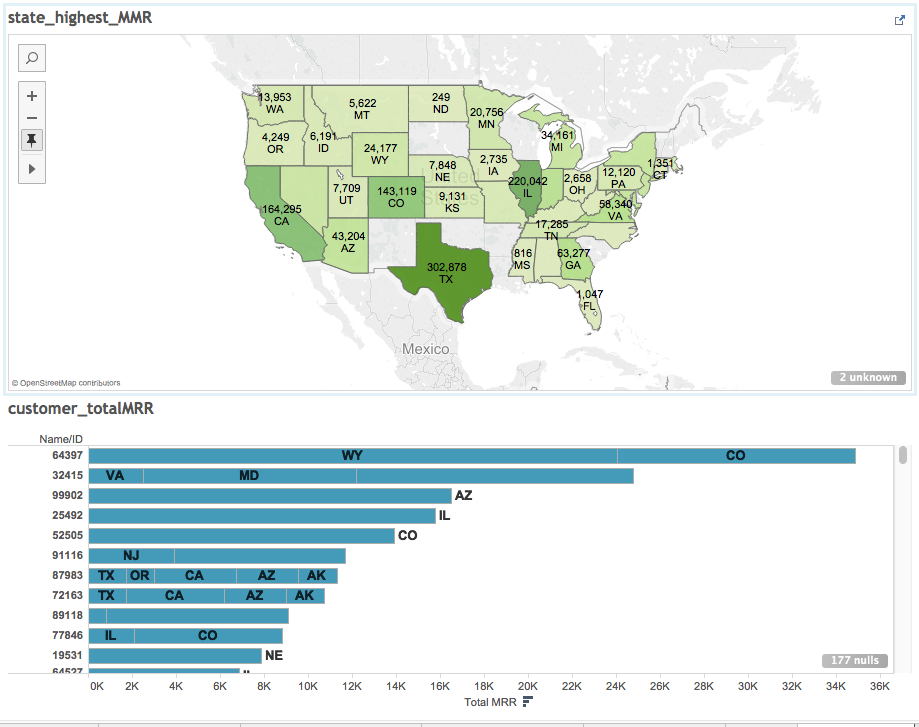 state_highest_MMR
13,953
WA
5,622
MT
249
ND
20,756
MN
4,249
OR
6,191
ID
24,177
WY
34,161
MI
2,735
IA
7,848
NE
1,351
CT
12,120
PA
2,658
OH
220,042
IL
7,709
UT
143,119
CO
9,131
KS
United
States
164,295
CA
58,340
VA
17,285
TN
43,204
AZ
816
MS
63,277
GA
302,878
TX
1,047
FL
Mexico
© OpenStreetMap contributors
2 unknown
customer_totalMRR
Name/ID
64397 WY CO
32415 VA MD
99902 AZ
25492 IL
52505 CO
91116 NJ
87983 TX OR CA AZ AK
72163 TX CA AZ AK
89118
77846 IL CO
19531 NE
64527
177 nulls
0K 2K 4K 6K 8K 10K 12K 14K 16K 18K 20K 22K 24K 26K 28K 30K 32K 34K 36K
Total MRR